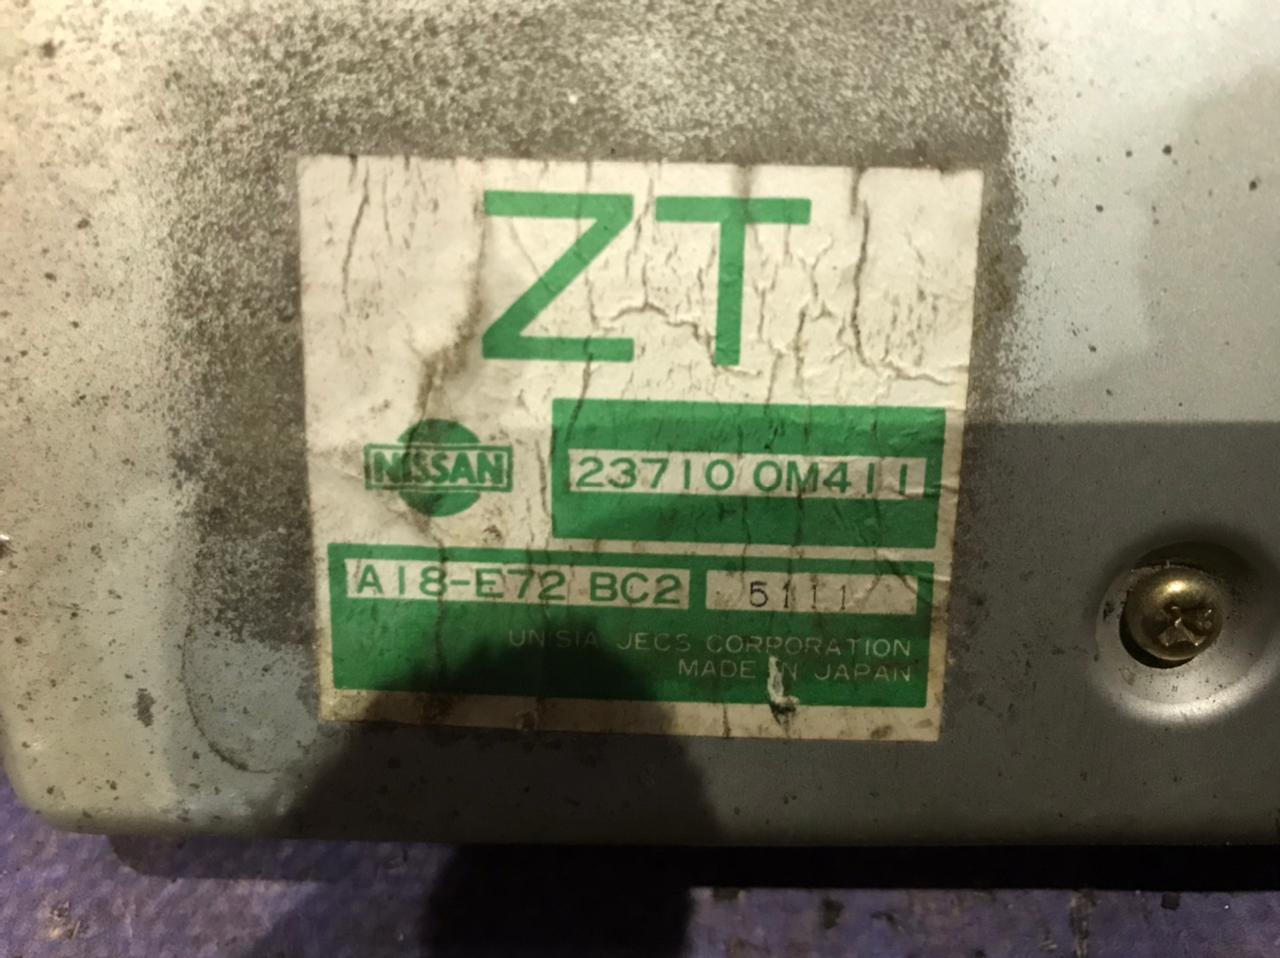 ZT
NISSAN
23710 0M411
A18-E72 BC2
5111
UNISIA JECS CORPORATION
MADE IN JAPAN